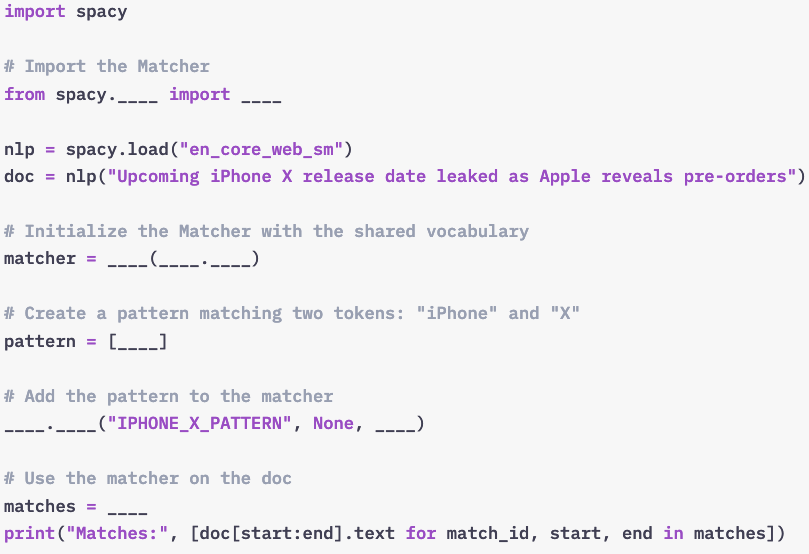 import spacy
# Import the Matcher
from spacy.____ import ____
nlp = spacy.load("en_core_web_sm")
doc = nlp("Upcoming iPhone X release date leaked as Apple reveals pre-orders")
# Initialize the Matcher with the shared vocabulary
matcher = ____(____.____)
# Create a pattern matching two tokens: "iPhone" and "X"
pattern = [____]
# Add the pattern to the matcher
____.____("IPHONE_X_PATTERN", None, ____)
# Use the matcher on the doc
matches = ____
print("Matches:", [doc[start:end].text for match_id, start, end in matches])